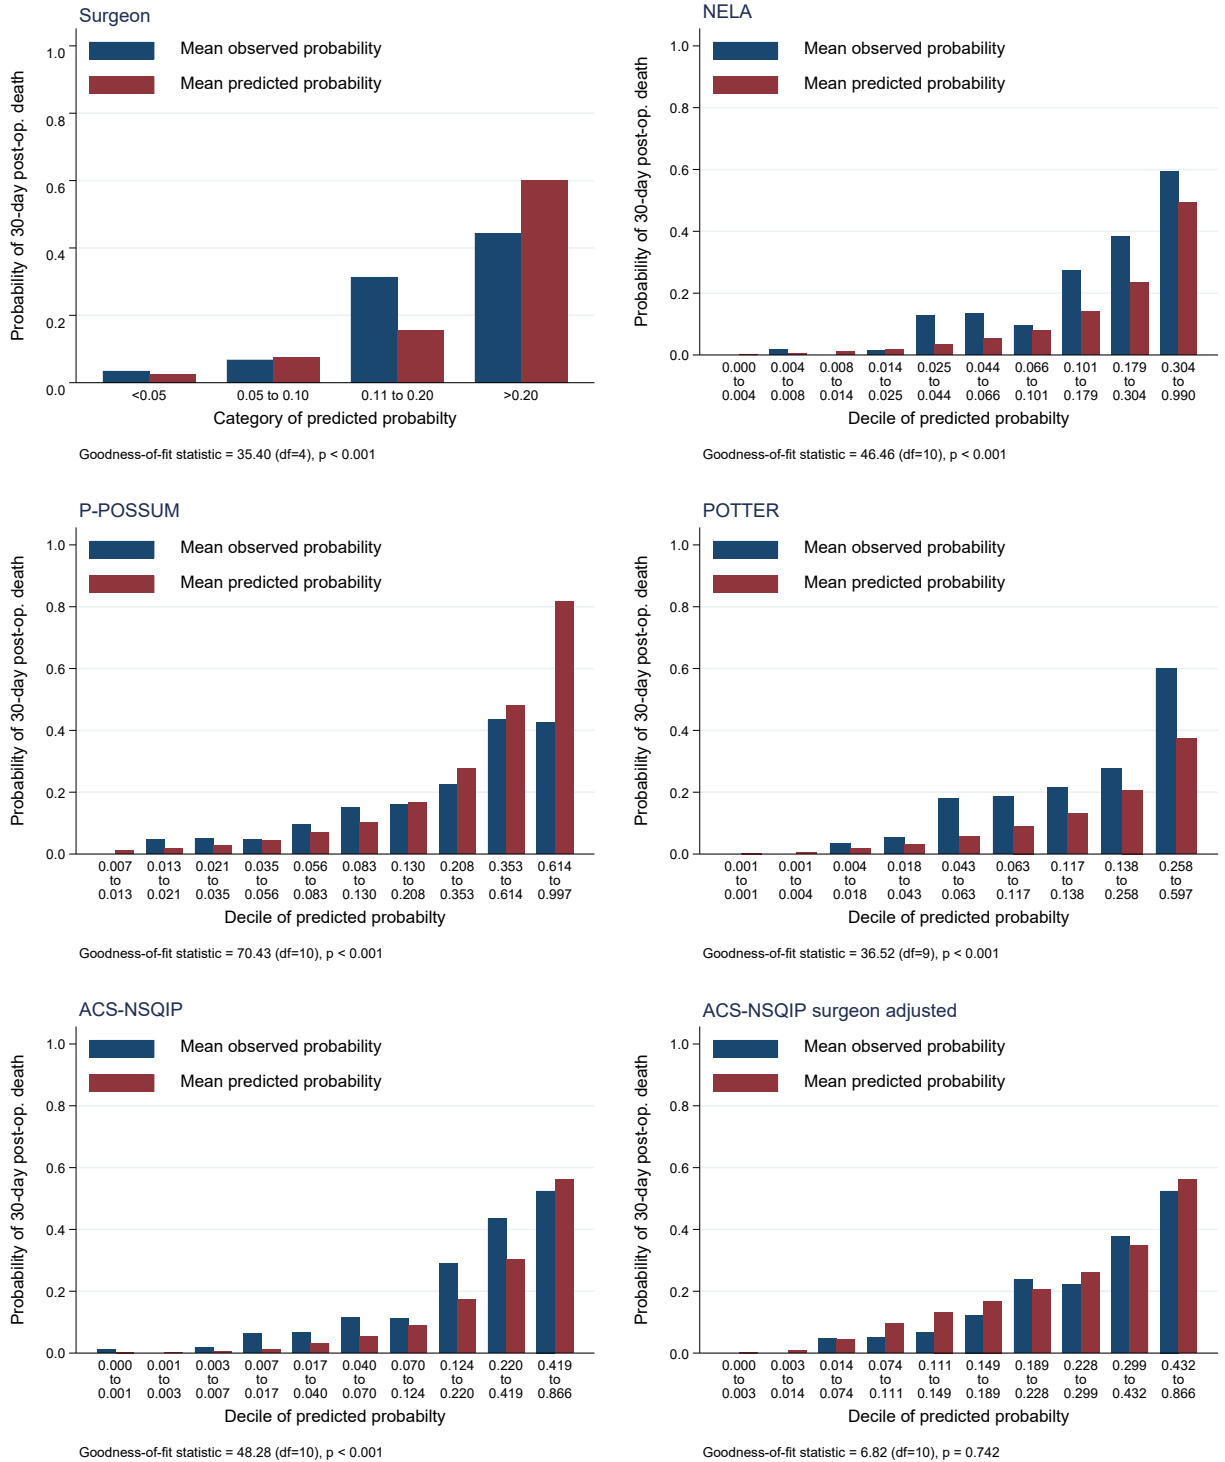 Surgeon
Mean observed probability
Mean predicted probability
Probability of 30-day post-op. death
1.0
0.8
0.6
0.4
0.2
0.0
<0.05 0.05 to 0.10 0.11 to 0.20 >0.20
Category of predicted probabilty
Goodness-of-fit statistic = 35.40 (df=4), p < 0.001
NELA
Mean observed probability
Mean predicted probability
Probability of 30-day post-op. death
1.0
0.8
0.6
0.4
0.2
0.0
0.000 0.004 0.008 0.014 0.025 0.044 0.066 0.101 0.179 0.304
to to to to to to to to to to
0.004 0.008 0.014 0.025 0.044 0.066 0.101 0.179 0.304 0.990
Decile of predicted probabilty
Goodness-of-fit statistic = 46.46 (df=10), p < 0.001
P-POSSUM
Mean observed probability
Mean predicted probability
Probability of 30-day post-op. death
1.0
0.8
0.6
0.4
0.2
0.0
0.007 0.013 0.021 0.035 0.056 0.083 0.130 0.208 0.353 0.614
to to to to to to to to to to
0.013 0.021 0.035 0.056 0.083 0.130 0.208 0.353 0.614 0.997
Decile of predicted probabilty
Goodness-of-fit statistic = 70.43 (df=10), p < 0.001
POTTER
Mean observed probability
Mean predicted probability
Probability of 30-day post-op. death
1.0
0.8
0.6
0.4
0.2
0.0
0.001 0.001 0.004 0.018 0.043 0.063 0.117 0.138 0.258
to to to to to to to to to
0.001 0.004 0.018 0.043 0.063 0.117 0.138 0.258 0.597
Decile of predicted probabilty
Goodness-of-fit statistic = 36.52 (df=9), p < 0.001
ACS-NSQIP
Mean observed probability
Mean predicted probability
Probability of 30-day post-op. death
1.0
0.8
0.6
0.4
0.2
0.0
0.000 0.001 0.003 0.007 0.017 0.040 0.070 0.124 0.220 0.419
to to to to to to to to to to
0.001 0.003 0.007 0.017 0.040 0.070 0.124 0.220 0.419 0.866
Decile of predicted probabilty
Goodness-of-fit statistic = 48.28 (df=10), p < 0.001
ACS-NSQIP surgeon adjusted
Mean observed probability
Mean predicted probability
Probability of 30-day post-op. death
1.0
0.8
0.6
0.4
0.2
0.0
0.000 0.003 0.014 0.074 0.111 0.149 0.189 0.228 0.299 0.432
to to to to to to to to to to
0.003 0.014 0.074 0.111 0.149 0.189 0.228 0.299 0.432 0.866
Decile of predicted probabilty
Goodness-of-fit statistic = 6.82 (df=10), p = 0.742